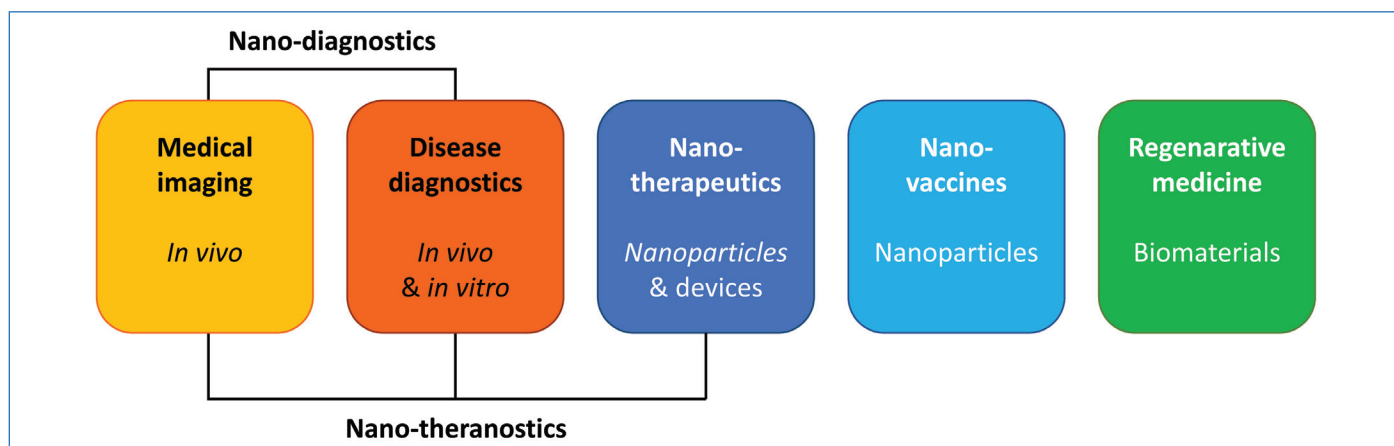 Nano-diagnostics
Medical
imaging
In vivo
Disease
diagnostics
In vivo
& in vitro
Nano-
therapeutics
Nanoparticles
& devices
Nano-
vaccines
Nanoparticles
Regenarative
medicine
Biomaterials
Nano-theranostics